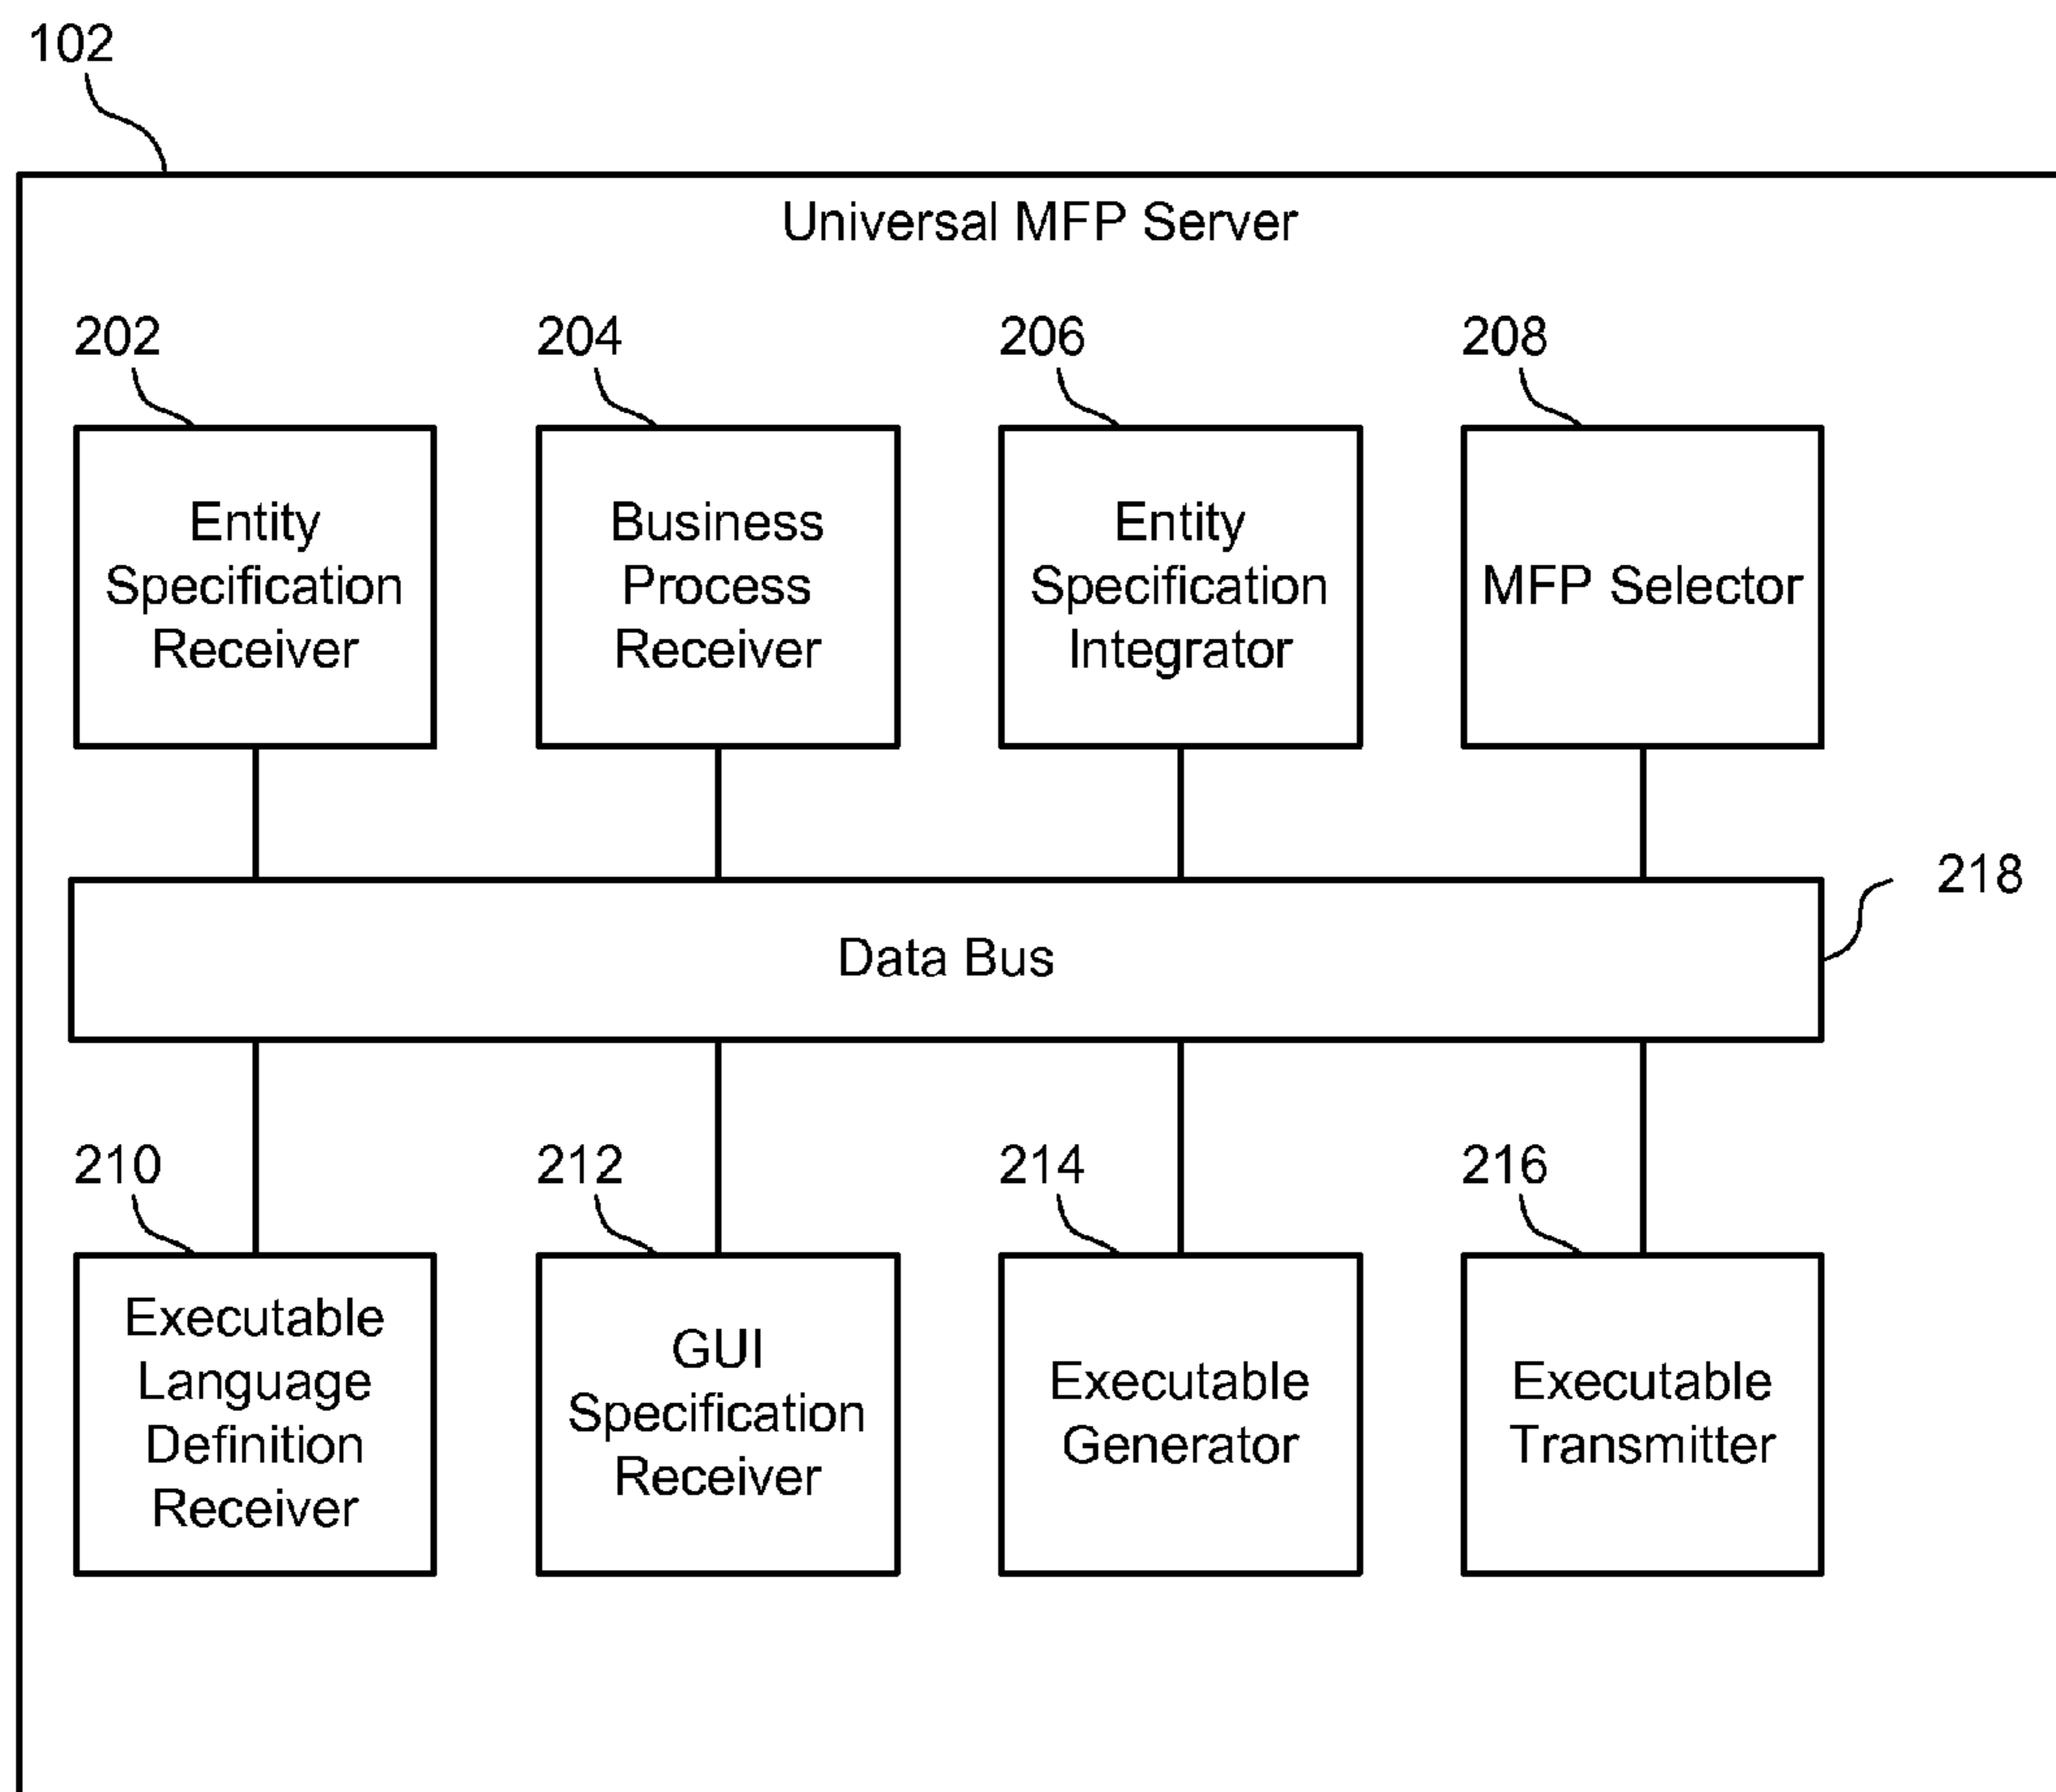 102
Universal MFP Server
202
204
206
208
Entity
Specification
Receiver
Business
Process
Receiver
Entity
Specification
Integrator
MFP Selector
218
Data Bus
210
212
214
216
Executable
Language
Definition
Receiver
GUI
Specification
Receiver
Executable
Generator
Executable
Transmitter